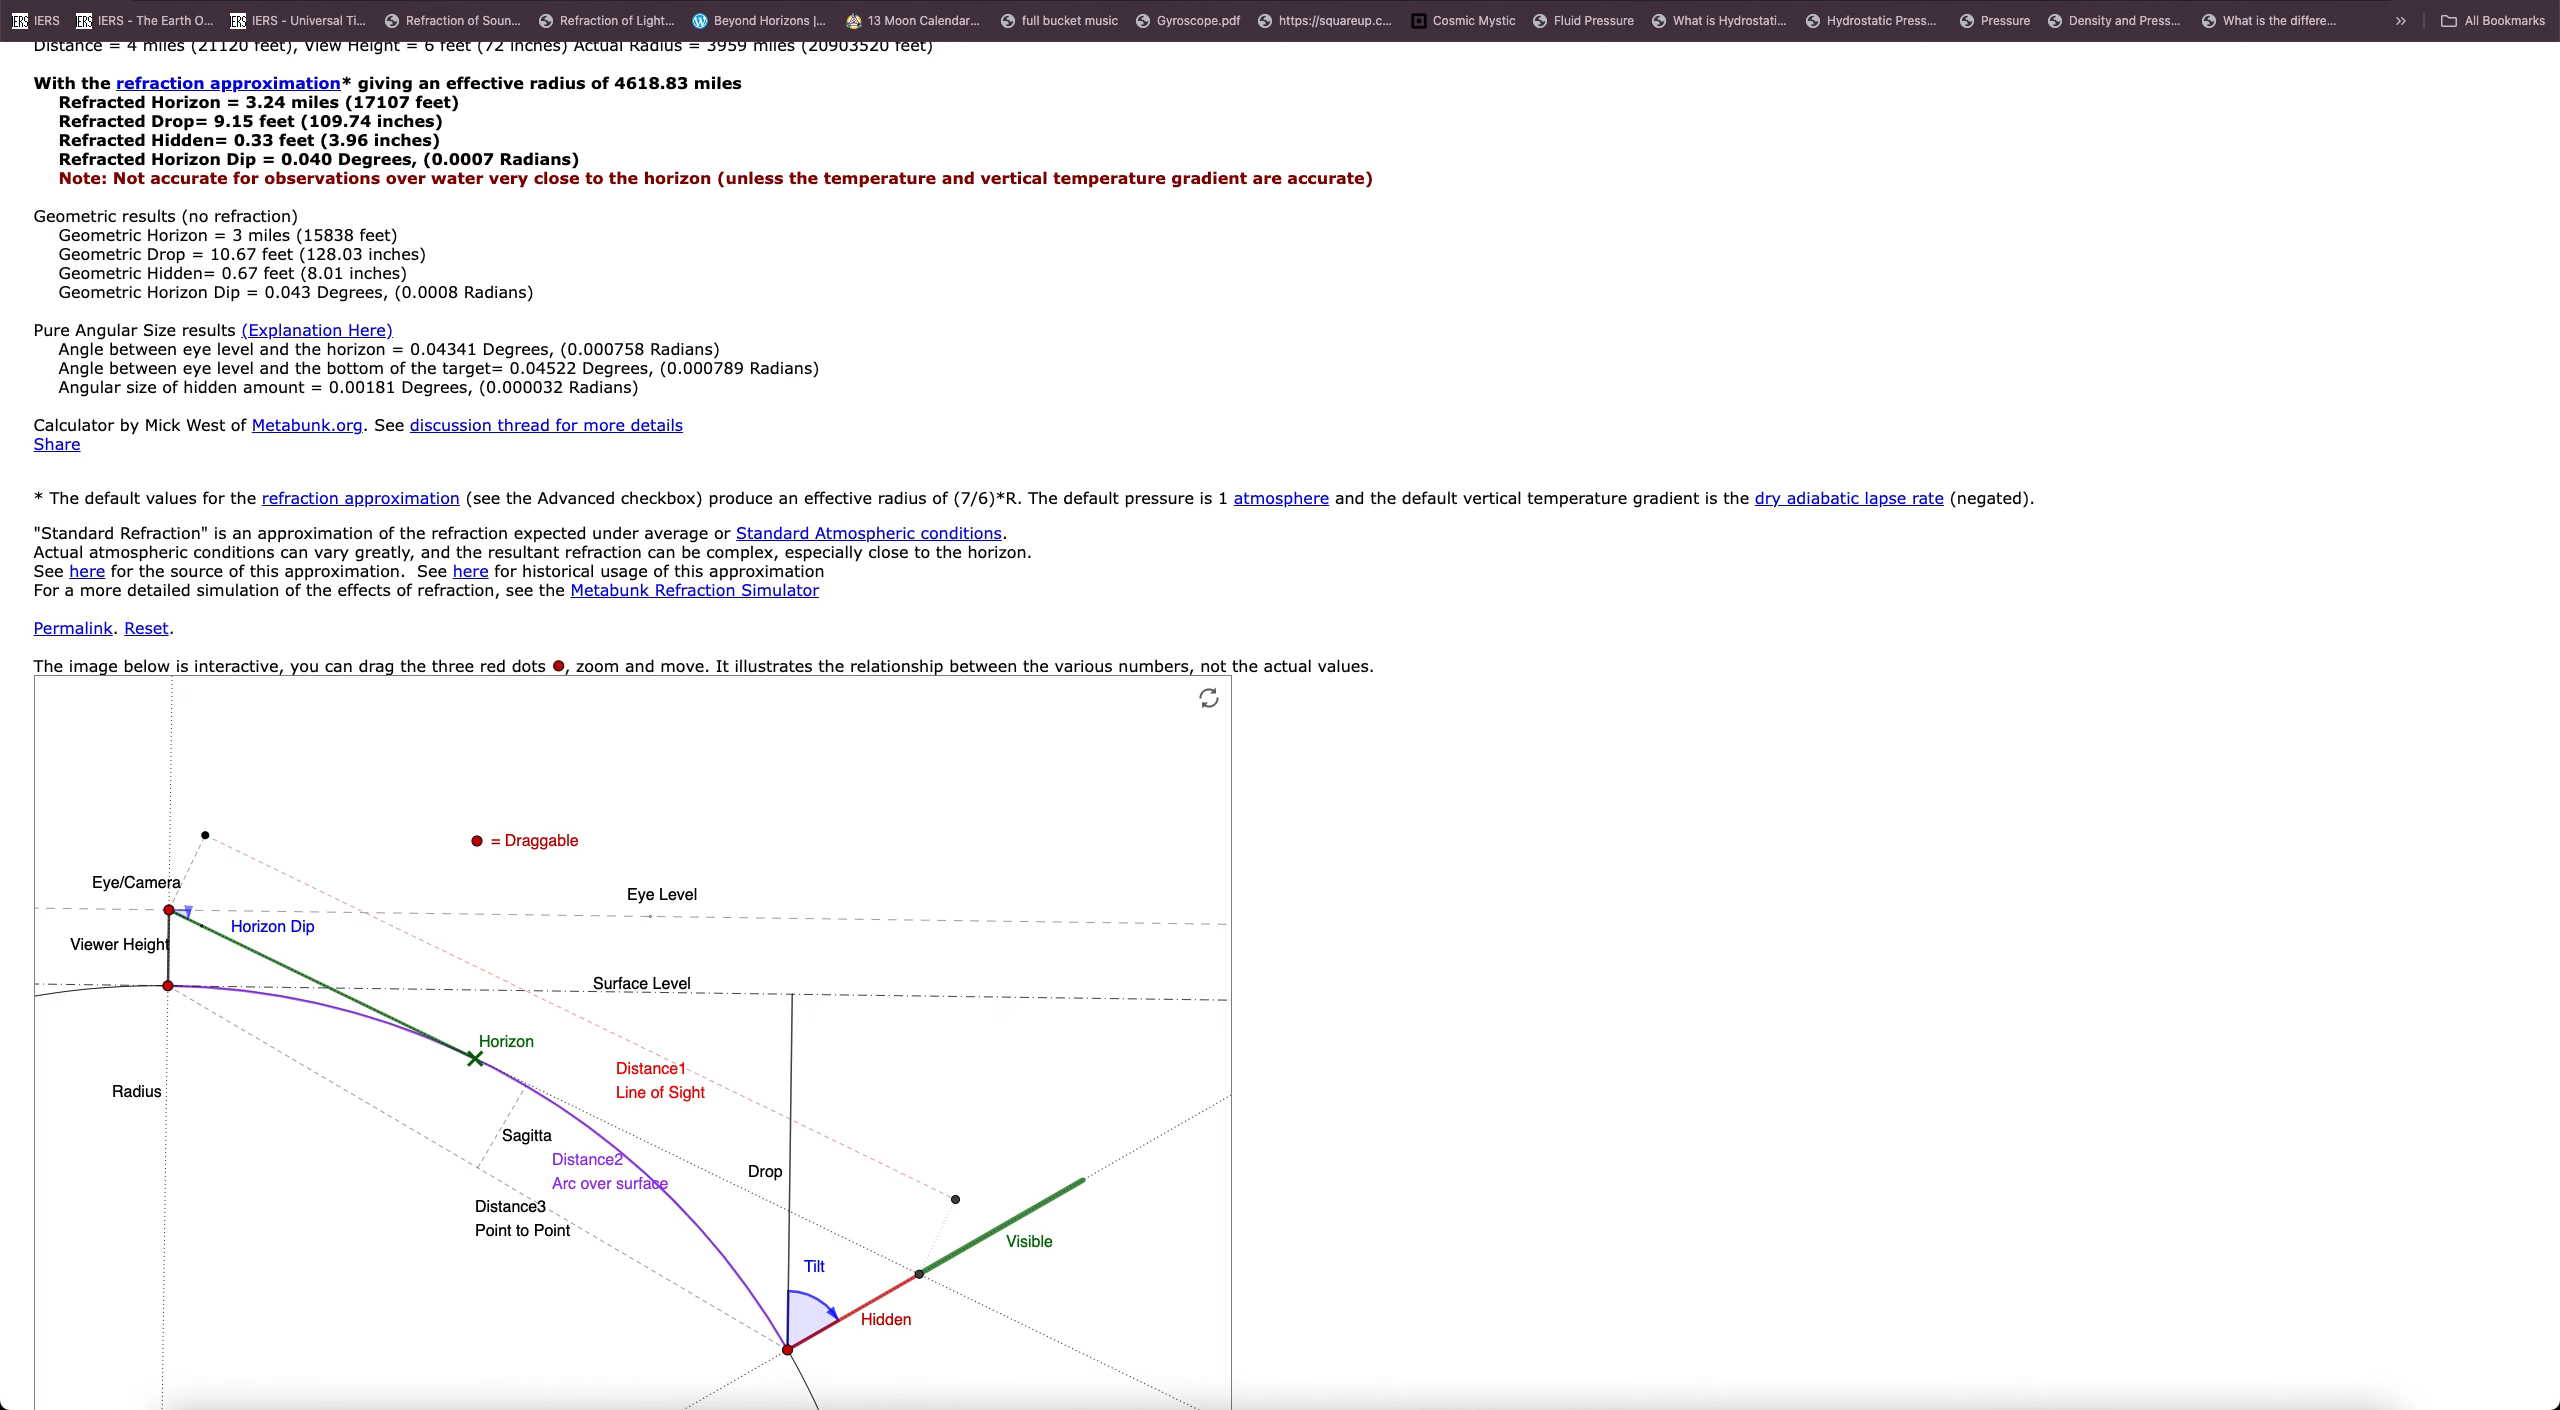 IERS IERS - The Earth O... IERS - Universal Ti... Refraction of Soun... Refraction of Light... Beyond Horizons |... 13 Moon Calendar... full bucket music Gyroscope.pdf https://squareup.c... Cosmic Mystic Fluid Pressure What is Hydrostati... Hydrostatic Press... Pressure Density and Press... What is the differe... » All Bookmarks
Distance = 4 miles (21120 feet), View Height = 6 feet (72 inches) Actual Radius = 3959 miles (20903520 feet)
With the refraction approximation* giving an effective radius of 4618.83 miles
Refracted Horizon = 3.24 miles (17107 feet)
Refracted Drop= 9.15 feet (109.74 inches)
Refracted Hidden= 0.33 feet (3.96 inches)
Refracted Horizon Dip = 0.040 Degrees, (0.0007 Radians)
Note: Not accurate for observations over water very close to the horizon (unless the temperature and vertical temperature gradient are accurate)
Geometric results (no refraction)
Geometric Horizon = 3 miles (15838 feet)
Geometric Drop = 10.67 feet (128.03 inches)
Geometric Hidden= 0.67 feet (8.01 inches)
Geometric Horizon Dip = 0.043 Degrees, (0.0008 Radians)
Pure Angular Size results (Explanation Here)
Angle between eye level and the horizon = 0.04341 Degrees, (0.000758 Radians)
Angle between eye level and the bottom of the target= 0.04522 Degrees, (0.000789 Radians)
Angular size of hidden amount = 0.00181 Degrees, (0.000032 Radians)
Calculator by Mick West of Metabunk.org. See discussion thread for more details
Share
* The default values for the refraction approximation (see the Advanced checkbox) produce an effective radius of (7/6)*R. The default pressure is 1 atmosphere and the default vertical temperature gradient is the dry adiabatic lapse rate (negated).
"Standard Refraction" is an approximation of the refraction expected under average or Standard Atmospheric conditions.
Actual atmospheric conditions can vary greatly, and the resultant refraction can be complex, especially close to the horizon.
See here for the source of this approximation. See here for historical usage of this approximation
For a more detailed simulation of the effects of refraction, see the Metabunk Refraction Simulator
Permalink. Reset.
The image below is interactive, you can drag the three red dots , zoom and move. It illustrates the relationship between the various numbers, not the actual values.
= Draggable
Eye/Camera
Eye Level
Horizon Dip
Viewer Height
Surface Level
Horizon
Distance1
Line of Sight
Radius
Sagitta
Distance2
Arc over surface
Drop
Distance3
Point to Point
Visible
Tilt
Hidden